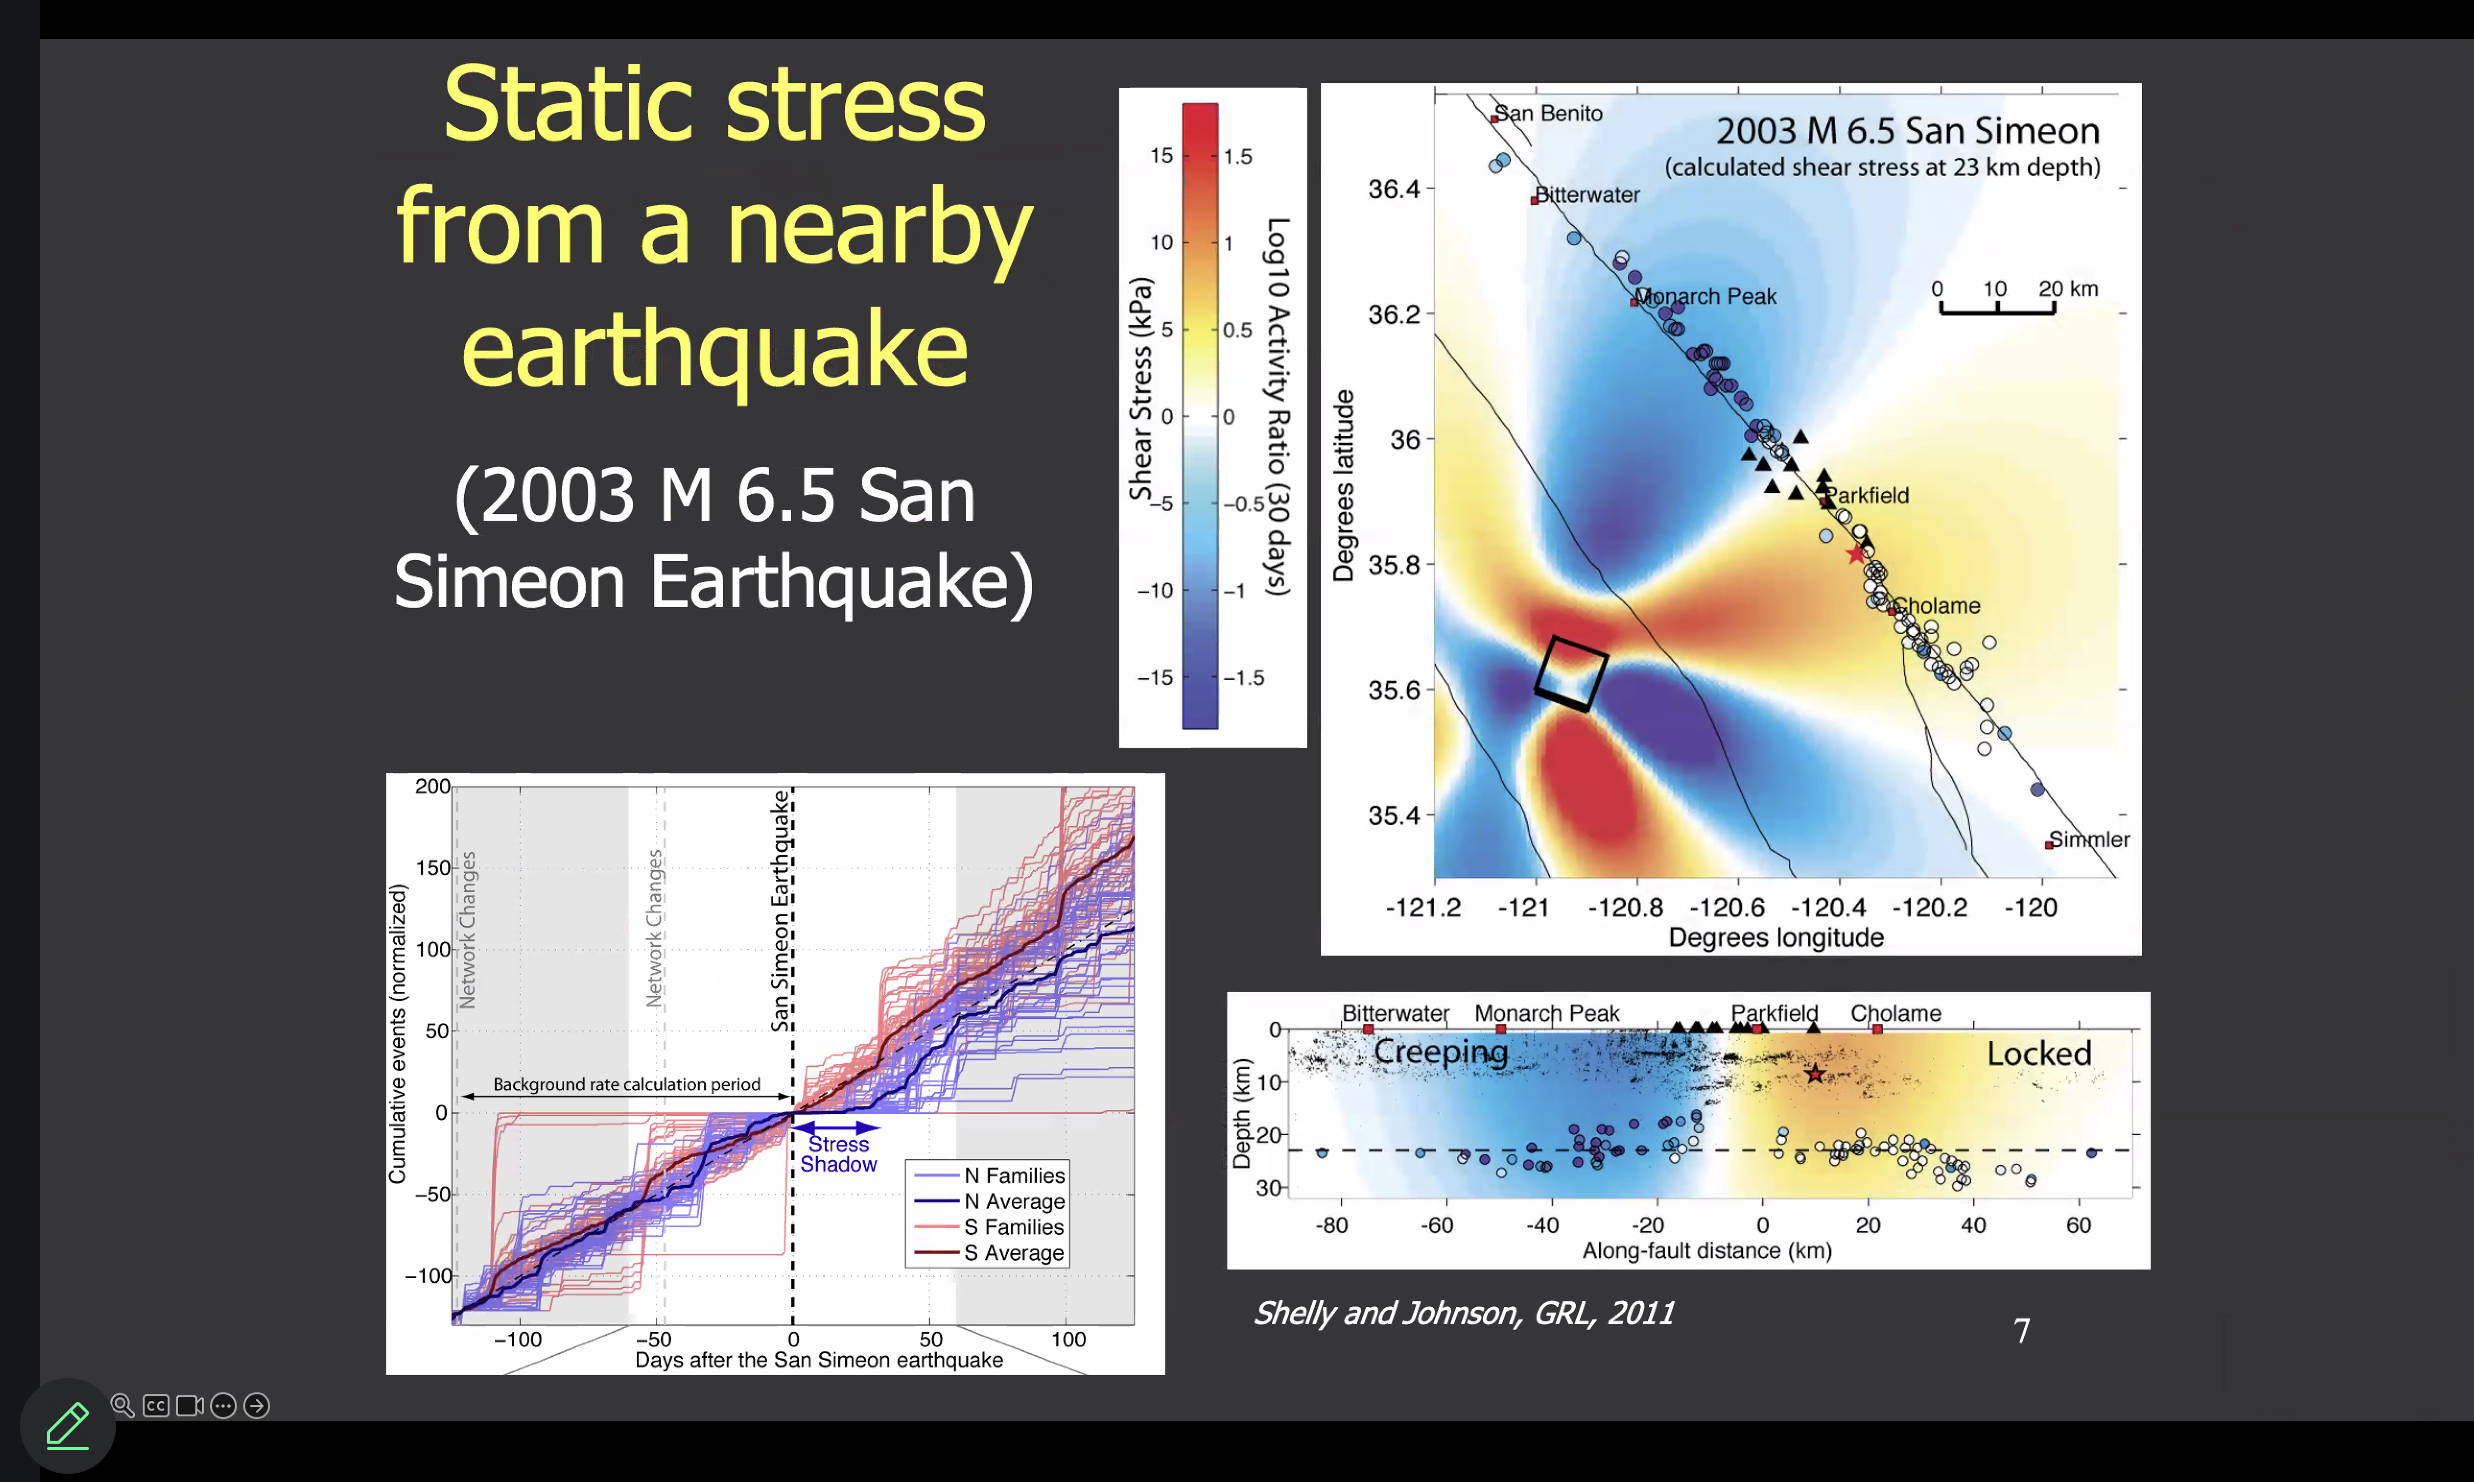 Static stress
from a nearby
earthquake
(2003 M 6.5 San
Simeon Earthquake)
15
10
5
0
−5
−10
−15
Shear Stress (kPa)
1.5
1
0.5
0
−0.5
−1
−1.5
Log10 Activity Ratio (30 days)
2003 M 6.5 San Simeon
(calculated shear stress at 23 km depth)
San Benito
Bitterwater
Monarch Peak
Parkfield
Cholame
Simmler
0 10 20 km
36.4
36.2
36
35.8
35.6
35.4
Degrees latitude
-121.2 -121 -120.8 -120.6 -120.4 -120.2 -120
Degrees longitude
200
150
100
50
0
−50
−100
Cumulative events (normalized)
Network Changes
Network Changes
San Simeon Earthquake
Background rate calculation period
Stress
Shadow
N Families
N Average
S Families
S Average
−100 −50 0 50 100
Days after the San Simeon earthquake
Bitterwater Monarch Peak Parkfield Cholame
Creeping Locked
0
10
20
30
Depth (km)
-80 -60 -40 -20 0 20 40 60
Along-fault distance (km)
Shelly and Johnson, GRL, 2011
7
CC